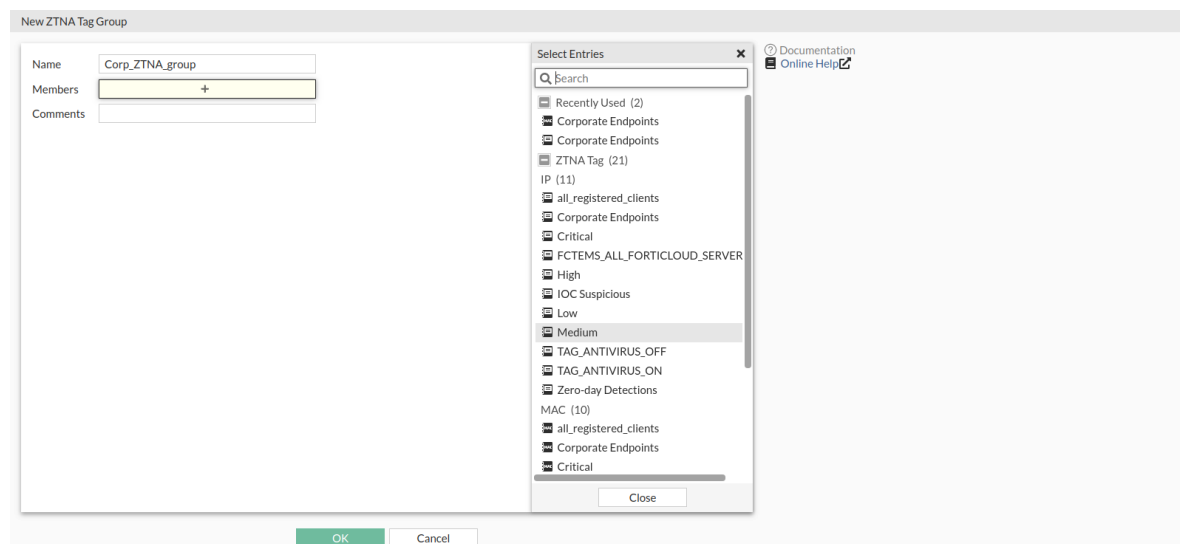 New ZTNA Tag Group
Name Corp_ZTNA_group
Members +
Comments
Select Entries
Search
Recently Used (2)
Corporate Endpoints
Corporate Endpoints
ZTNA Tag (21)
IP (11)
all_registered_clients
Corporate Endpoints
Critical
FCTEMS_ALL_FORTICLOUD_SERVER
High
IOC Suspicious
Low
Medium
TAG_ANTIVIRUS_OFF
TAG_ANTIVIRUS_ON
Zero-day Detections
MAC (10)
all_registered_clients
Corporate Endpoints
Critical
Close
Documentation
Online Help
OK Cancel